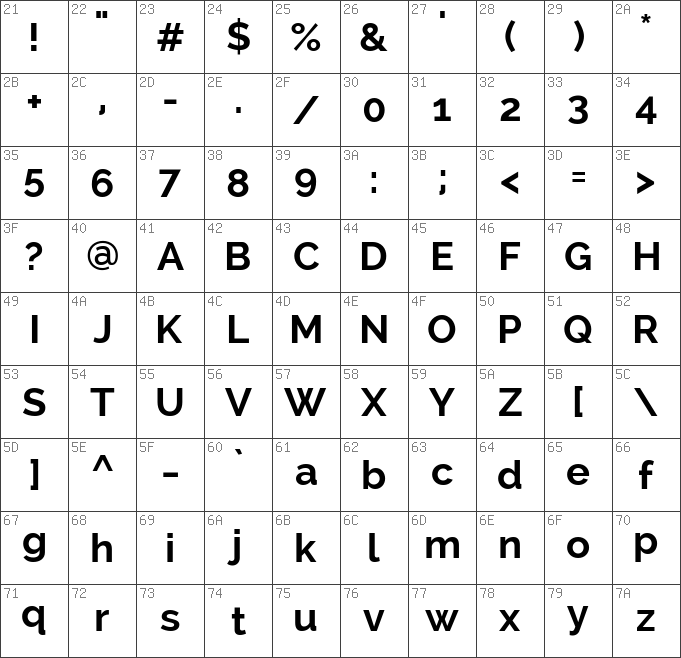 21 22 23 24 25 26 27 28 29 2A
! " # $ % & ' ( ) *
2B 2C 2D 2E 2F 30 31 32 33 34
+ , - . / 0 1 2 3 4
35 36 37 38 39 3A 3B 3C 3D 3E
5 6 7 8 9 : ; < = >
3F 40 41 42 43 44 45 46 47 48
? @ A B C D E F G H
49 4A 4B 4C 4D 4E 4F 50 51 52
I J K L M N O P Q R
53 54 55 56 57 58 59 5A 5B 5C
S T U V W X Y Z [ \
5D 5E 5F 60 61 62 63 64 65 66
] ^ - ` a b c d e f
67 68 69 6A 6B 6C 6D 6E 6F 70
g h i j k l m n o p
71 72 73 74 75 76 77 78 79 7A
q r s t u v w x y z